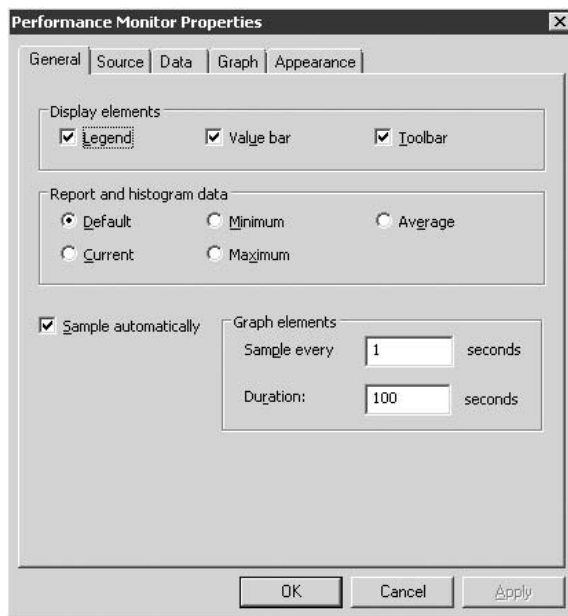 Performance Monitor Properties
General Source Data Graph Appearance
Display elements
Legend Value bar Toolbar
Report and histogram data
Default Minimum Average
Current Maximum
Sample automatically
Graph elements
Sample every 1 seconds
Duration: 100 seconds
OK Cancel Apply